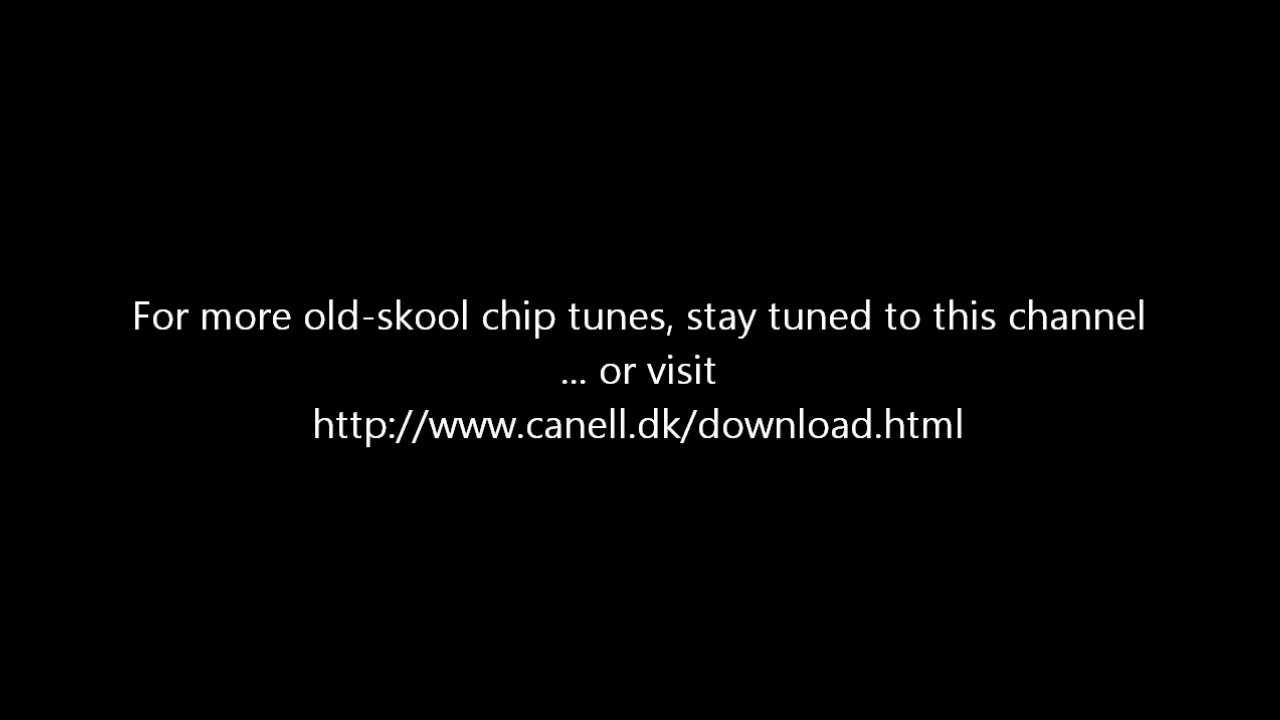 For more old-skool chip tunes, stay tuned to this channel
... or visit
http://www.canell.dk/download.html